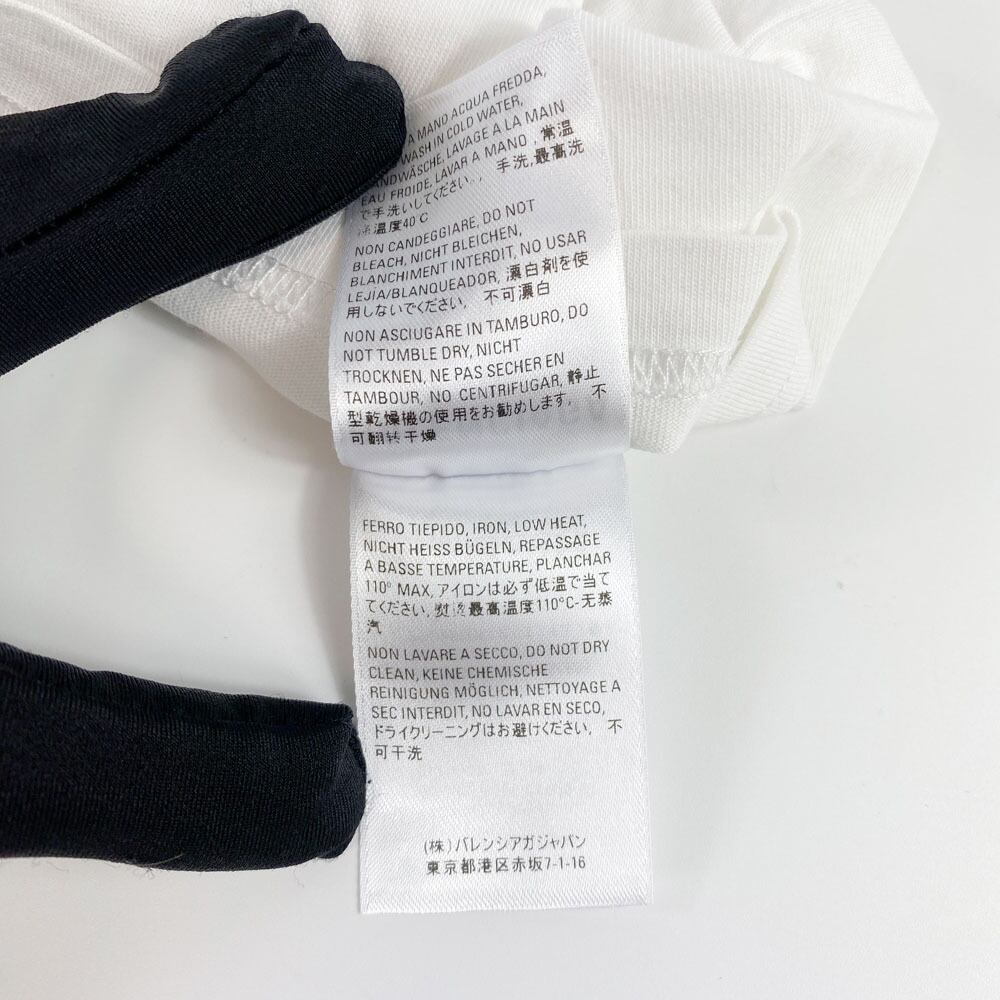 A MANO ACQUA FREDDA,
WASH IN COLD WATER,
NDWÄSCHE, LAVAGE A LA MAIN
EAU FROIDE, LAVAR A MANO , 常温
で手洗いしてください。, 手洗,最高洗
涤温度40 C
NON CANDEGGIARE, DO NOT
BLEACH, NICHT BLEICHEN,
BLANCHIMENT INTERDIT, NO USAR
LEJÍA/BLANQUEADOR, 漂白剤を使
用しないでください, 不可漂白
NON ASCIUGARE IN TAMBURO, DO
NOT TUMBLE DRY, NICHT
TROCKNEN, NE PAS SECHER EN
TAMBOUR, NO CENTRIFUGAR, 静止
型乾燥機の使用をお勧めします, 不
可翻转干燥
FERRO TIEPIDO, IRON, LOW HEAT,
NICHT HEISS BÜGELN, REPASSAGE
A BASSE TEMPERATURE, PLANCHAR
110° MAX, アイロンは必ず低温で当て
てください, 熨烫最高温度110°C-无蒸
汽
NON LAVARE A SECCO, DO NOT DRY
CLEAN, KEINE CHEMISCHE
REINIGUNG MÖGLICH, NETTOYAGE A
SEC INTERDIT, NO LAVAR EN SECO,
ドライクリーニングはお避けください, 不
可干洗
(株)バレンシアガジャパン
東京都港区赤坂7-1-16